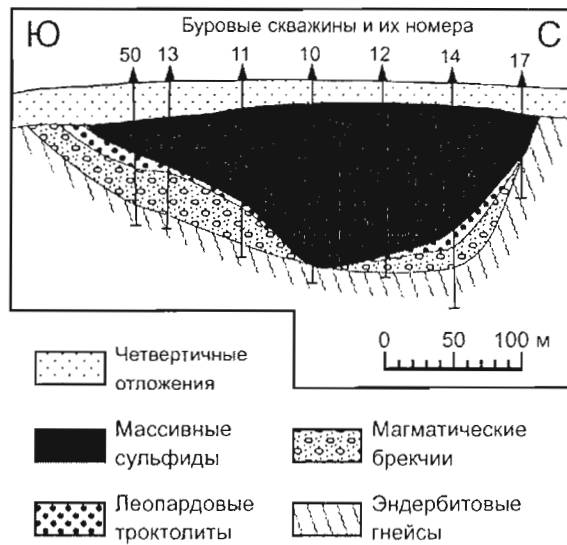 Ю
Буровые скважины и их номера
С
50 13 11 10 12 14 17
0 50 100 м
Четвертичные
отложения
Массивные
сульфиды
Магматические
брекчии
Леопардовые
троктолиты
Эндербитовые
гнейсы